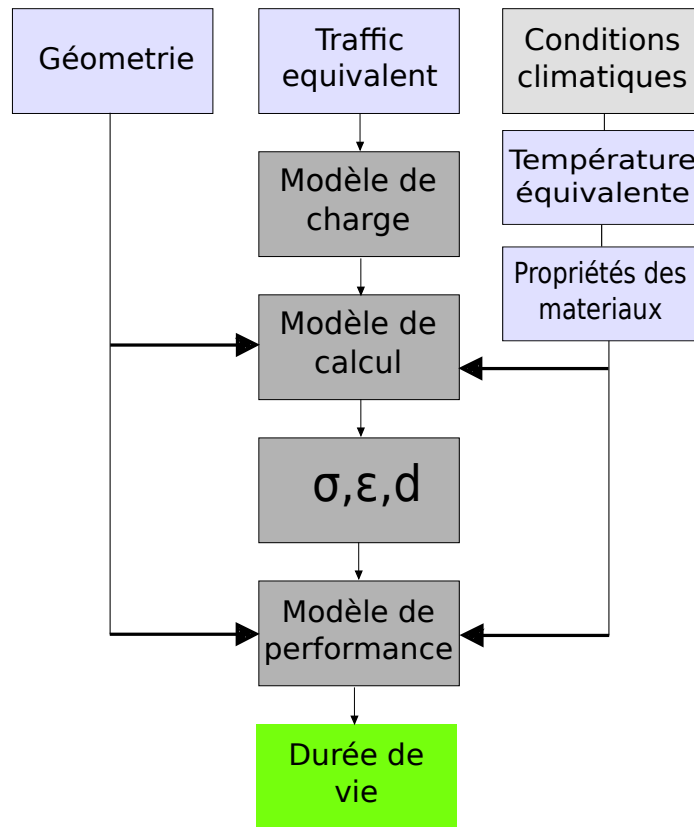 Géometrie
Traffic
equivalent
Conditions
climatiques
Température
équivalente
Modèle de
charge
Propriétés des
materiaux
Modèle de
calcul
σ,ε,d
Modèle de
performance
Durée de
vie